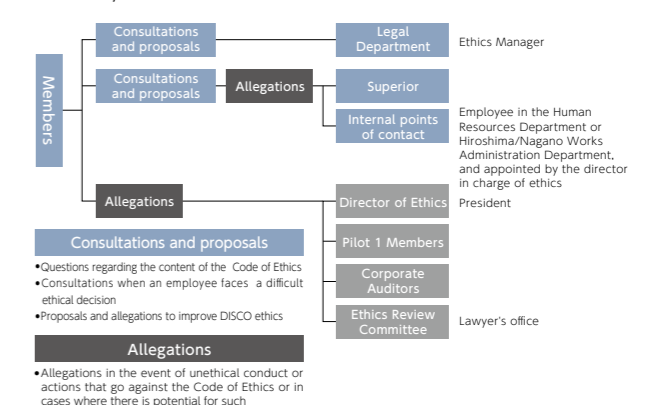 Consultations
and proposals
Legal
Department
Ethics Manager
Members
Consultations
and proposals
Allegations
Superior
Internal points
of contact
Employee in the Human
Resources Department or
Hiroshima/Nagano Works
Administration Department,
and appointed by the director
in charge of ethics
Allegations
Director of Ethics
President
Pilot 1 Members
Corporate
Auditors
Ethics Review
Committee
Lawyer's office
Consultations and proposals
•Questions regarding the content of the Code of Ethics
•Consultations when an employee faces a difficult
ethical decision
•Proposals and allegations to improve DISCO ethics
Allegations
•Allegations in the event of unethical conduct or
actions that go against the Code of Ethics or in
cases where there is potential for such